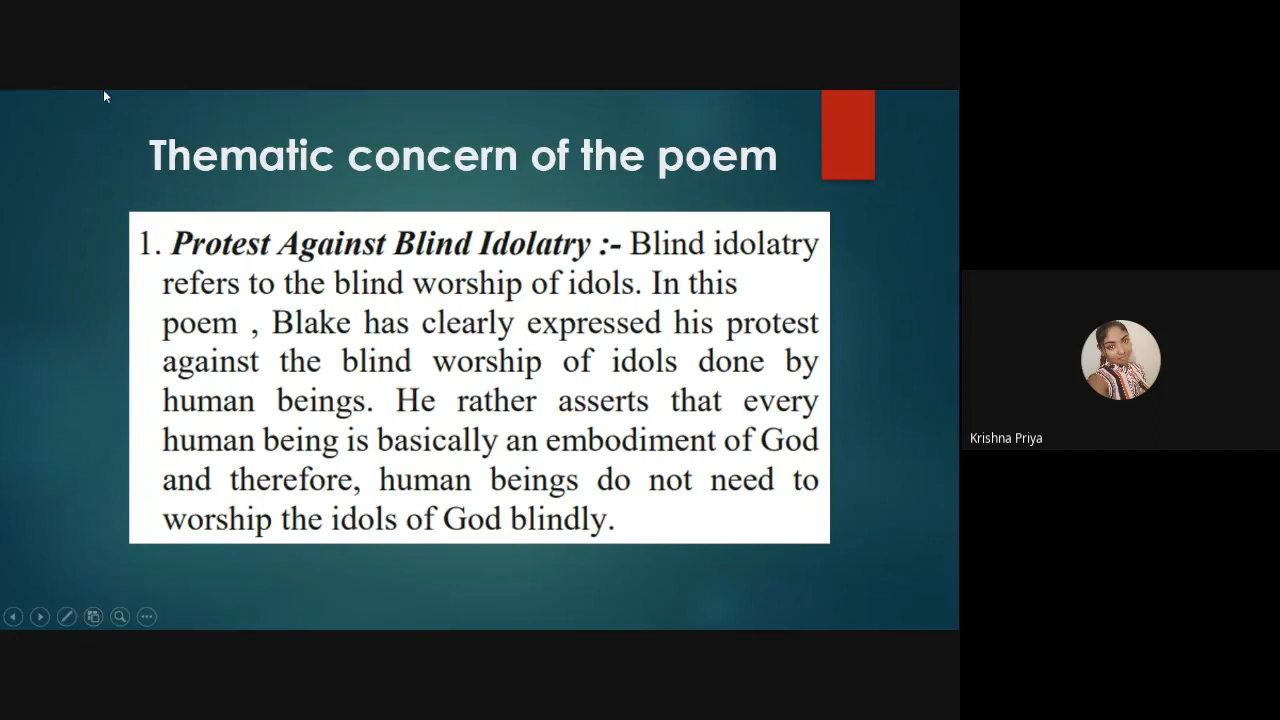 Thematic concern of the poem
1. Protest Against Blind Idolatry :- Blind idolatry
refers to the blind worship of idols. In this
poem , Blake has clearly expressed his protest
against the blind worship of idols done by
human beings. He rather asserts that every
human being is basically an embodiment of God
and therefore, human beings do not need to
worship the idols of God blindly.
Krishna Priya